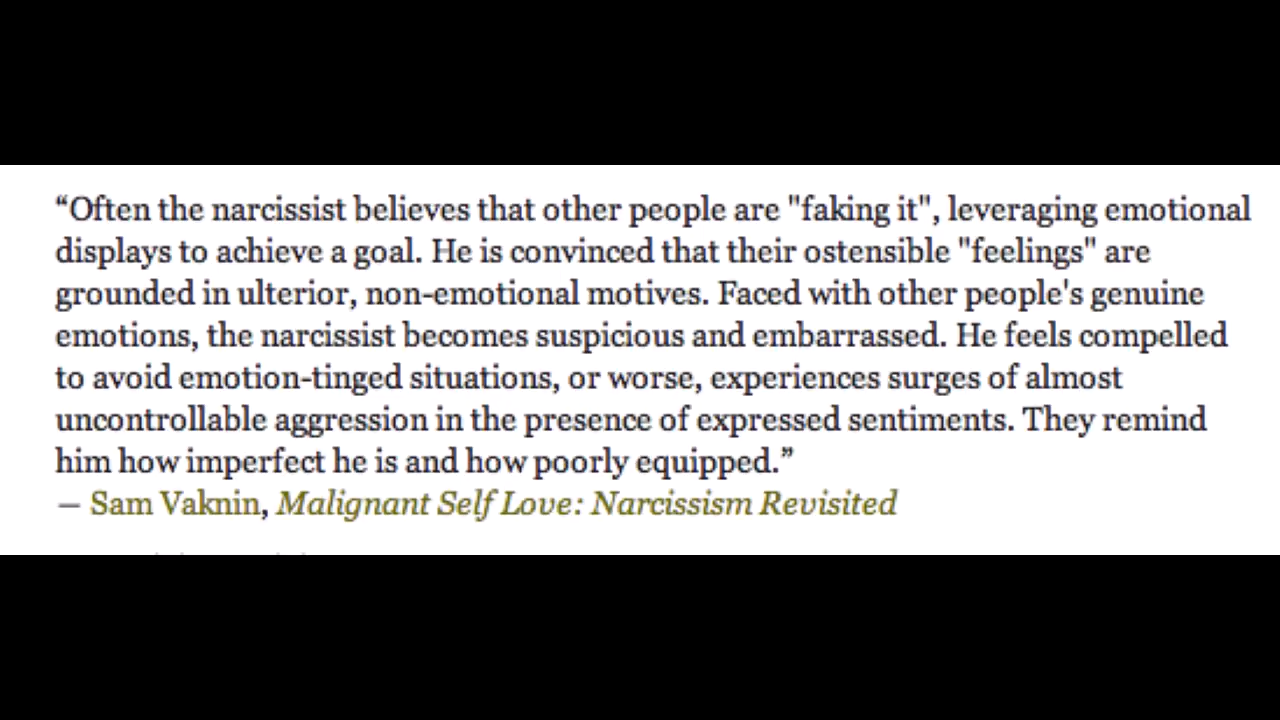 “Often the narcissist believes that other people are "faking it", leveraging emotional
displays to achieve a goal. He is convinced that their ostensible "feelings" are
grounded in ulterior, non-emotional motives. Faced with other people's genuine
emotions, the narcissist becomes suspicious and embarrassed. He feels compelled
to avoid emotion-tinged situations, or worse, experiences surges of almost
uncontrollable aggression in the presence of expressed sentiments. They remind
him how imperfect he is and how poorly equipped.”
― Sam Vaknin, Malignant Self Love: Narcissism Revisited